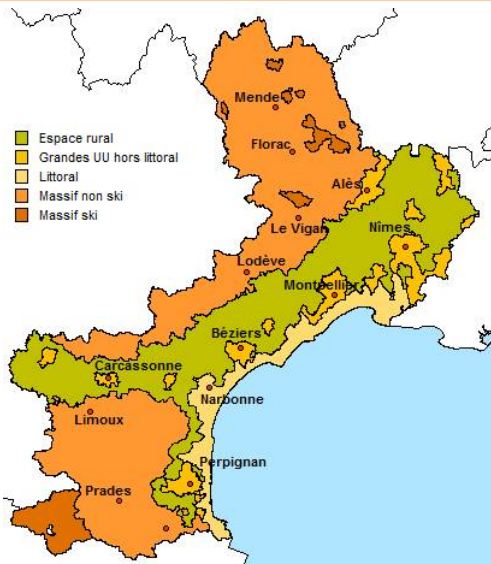 Mende
Florac
Espace rural
Grandes UU hors littoral
Littoral
Massif non ski
Massif ski
Alès
Le Vigan
Nîmes
Lodève
Montpellier
Béziers
Carcassonne
Narbonne
Limoux
Perpignan
Prades